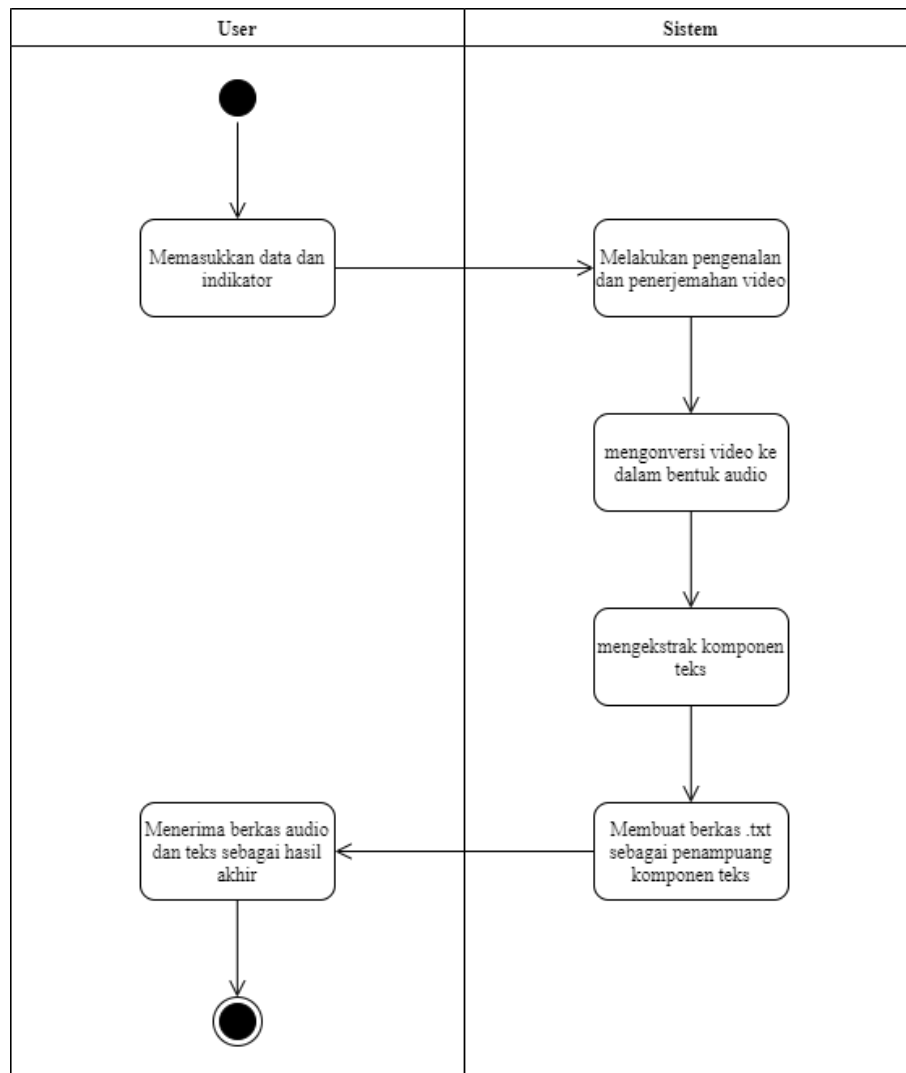 User
Sistem
Memasukkan data dan
indikator
Melakukan pengenalan
dan penerjemahan video
mengonversi video ke
dalam bentuk audio
mengekstrak komponen
teks
Membuat berkas .txt
sebagai penampuang
komponen teks
Menerima berkas audio
dan teks sebagai hasil
akhir